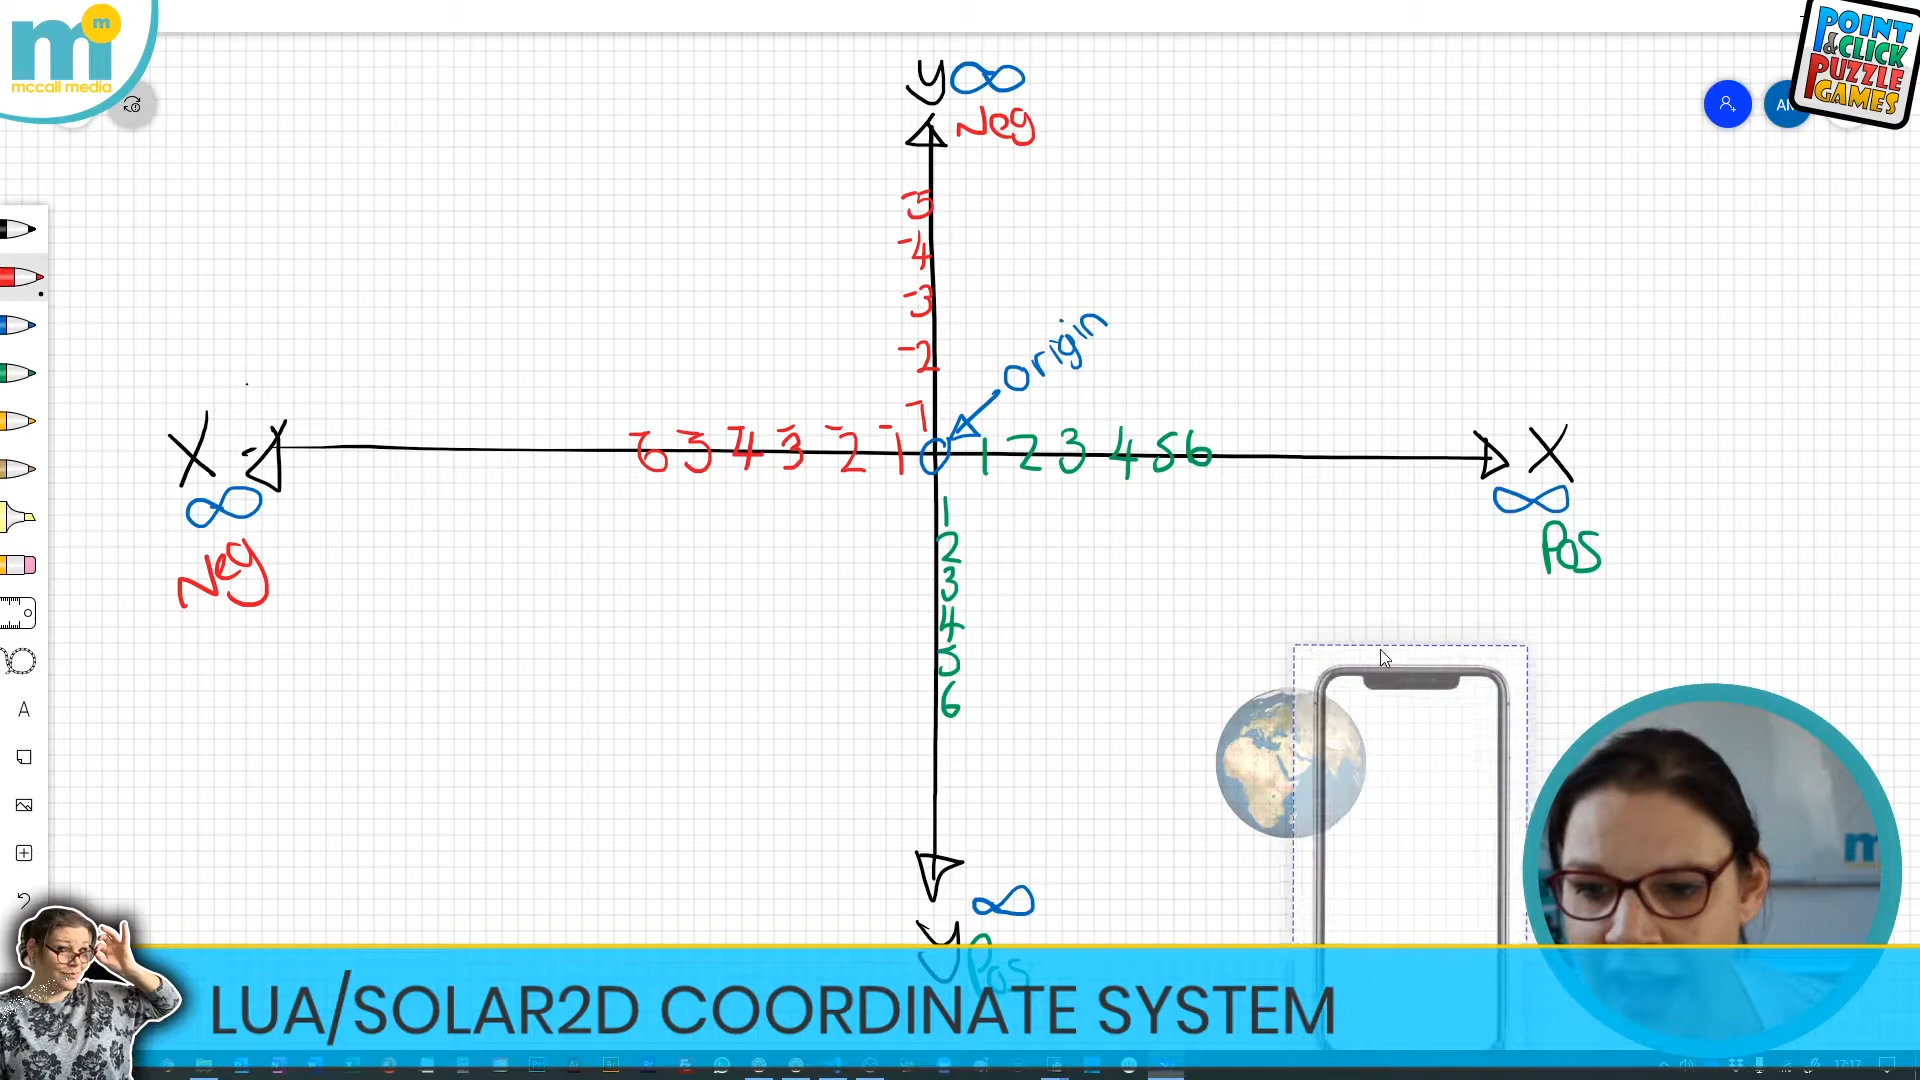 m
m
mccall media
POINT
&CLICK
PUZZLE
GAMES
y ∞
Neg
-5
-4
-3
-2
origin
X -6 -5 -4 -3 -2 -1 0 1 2 3 4 5 6 X
∞
Neg
∞
Pos
1
2
3
4
5
6
∞
y Pos
A
m
LUA/SOLAR2D COORDINATE SYSTEM
17:17